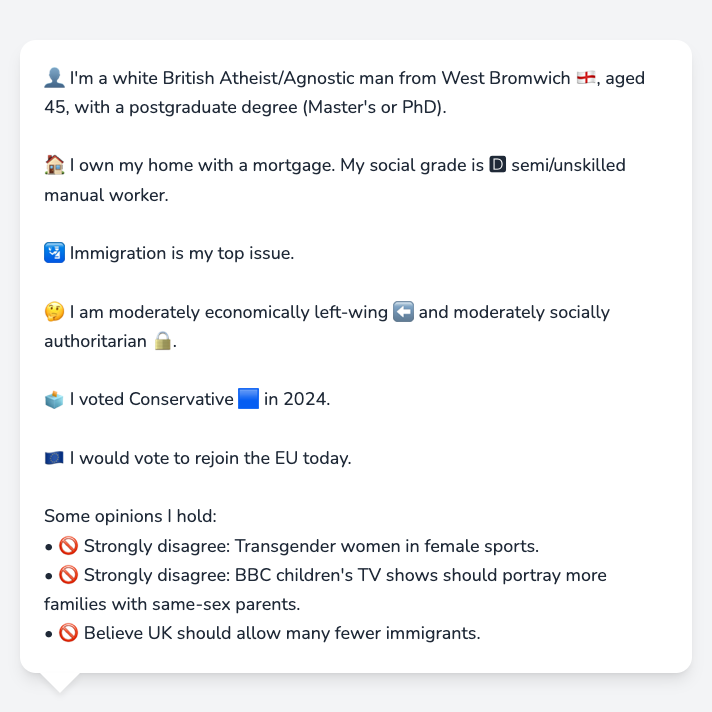 👤 I'm a white British Atheist/Agnostic man from West Bromwich 🏴󠁧󠁢󠁥󠁮󠁧󠁿, aged
45, with a postgraduate degree (Master's or PhD).
🏠 I own my home with a mortgage. My social grade is 🅳 semi/unskilled
manual worker.
🛂 Immigration is my top issue.
🤔 I am moderately economically left-wing ⬅️ and moderately socially
authoritarian 🔒.
🗳️ I voted Conservative 🟦 in 2024.
🇪🇺 I would vote to rejoin the EU today.
Some opinions I hold:
• 🚫 Strongly disagree: Transgender women in female sports.
• 🚫 Strongly disagree: BBC children's TV shows should portray more
families with same-sex parents.
• 🚫 Believe UK should allow many fewer immigrants.